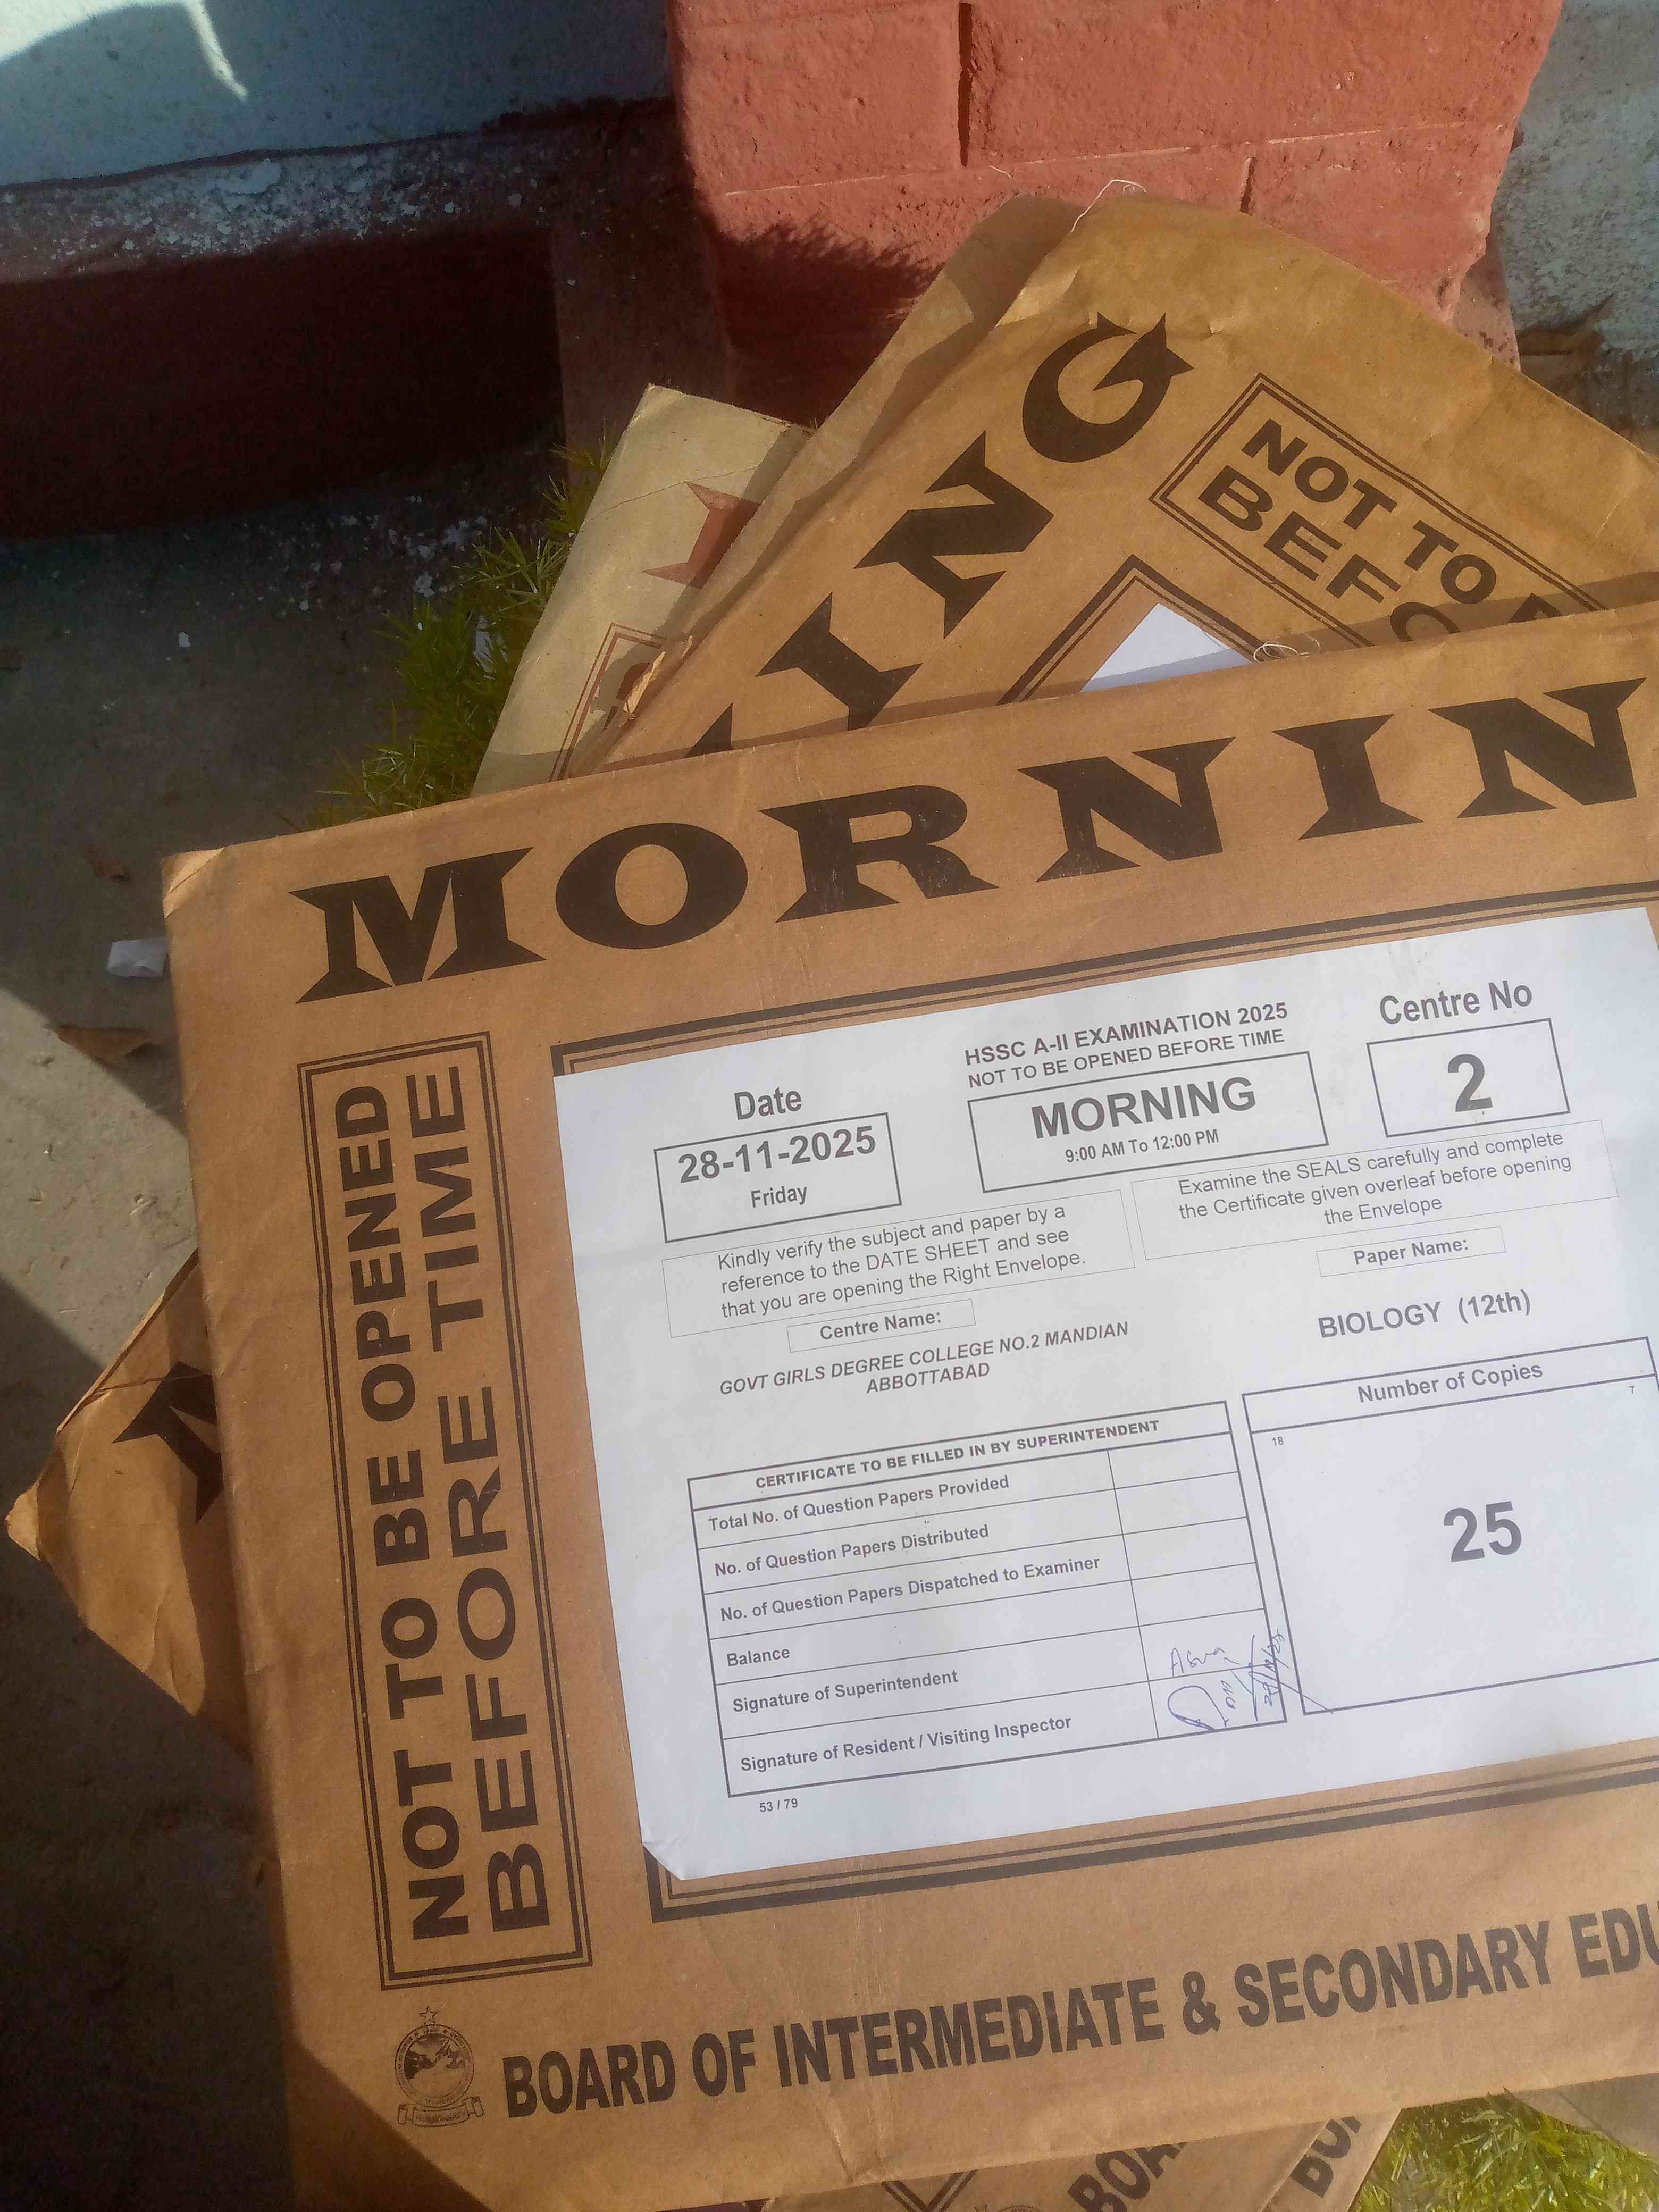 ING
NOT TO
BEFO
MORNIN
NOT TO BE OPENED
BEFORE TIME
HSSC A-II EXAMINATION 2025
NOT TO BE OPENED BEFORE TIME
Date
28-11-2025
Friday
MORNING
9:00 AM To 12:00 PM
Centre No
2
Kindly verify the subject and paper by a
reference to the DATE SHEET and see
that you are opening the Right Envelope.
Examine the SEALS carefully and complete
the Certificate given overleaf before opening
the Envelope
Centre Name:
GOVT GIRLS DEGREE COLLEGE NO.2 MANDIAN
ABBOTTABAD
Paper Name:
BIOLOGY (12th)
CERTIFICATE TO BE FILLED IN BY SUPERINTENDENT
Total No. of Question Papers Provided
No. of Question Papers Distributed
No. of Question Papers Dispatched to Examiner
Balance
Signature of Superintendent
Signature of Resident / Visiting Inspector
Number of Copies
18
7
25
53 / 79
BOARD OF INTERMEDIATE & SECONDARY EDU
BOA
BO